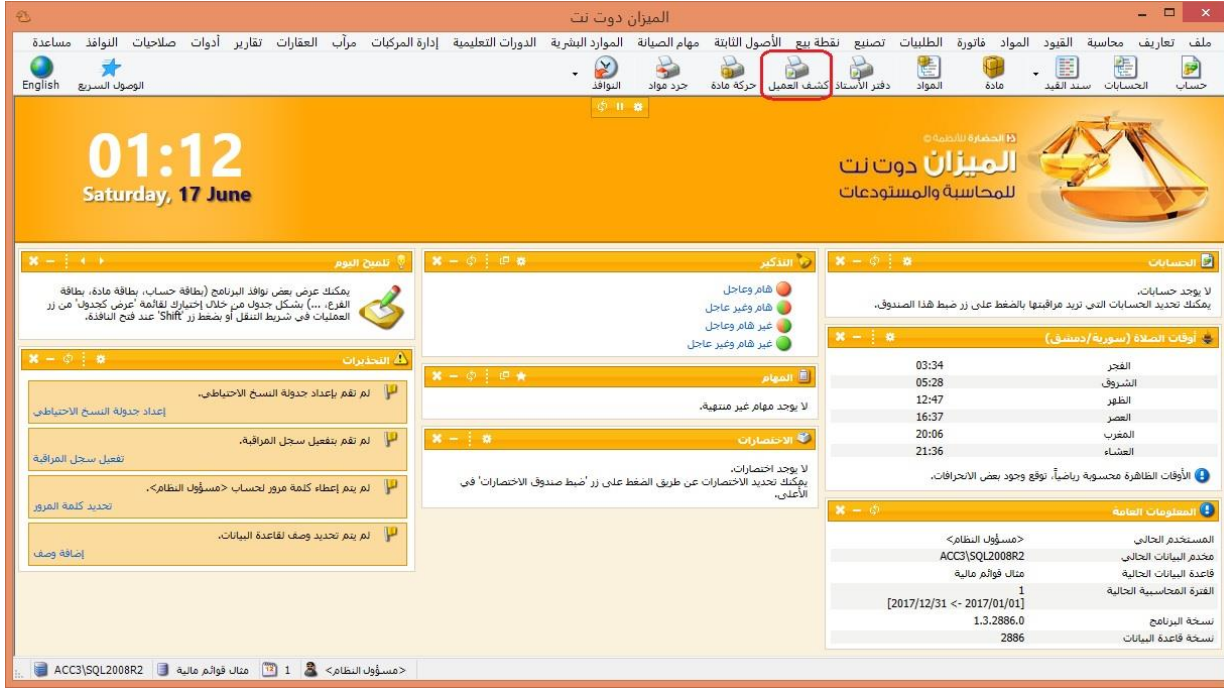 الميزان دوت نت
ملف تعاريف محاسبة القيود المواد فاتورة الطلبيات تصنيع نقطة بيع الأصول الثابتة مهام الصيانة الموارد البشرية الدورات التعليمية إدارة المركبات مرآب العقارات تقارير أدوات صلاحيات النوافذ مساعدة
حساب الحسابات سند القيد مادة المواد دفتر الأستاذ كشف العميل حركة مادة جرد مواد النوافذ الوصول السريع English
الحضارة للأنظمة
الميزان دوت نت
للمحاسبة والمستودعات
01:12
Saturday, 17 June
الحسابات
لا يوجد حسابات.
يمكنك تحديد الحسابات التي تريد مراقبتها بالضغط على زر ضبط هذا الصندوق.
أوقات الصلاة (سورية/دمشق)
الفجر 03:34
الشروق 05:28
الظهر 12:47
العصر 16:37
المغرب 20:06
العشاء 21:36
الأوقات الظاهرة محسوبة رياضياً، توقع وجود بعض الانحرافات.
المعلومات العامة
المستخدم الحالي <مسؤول النظام>
مخدم البيانات الحالي ACC3\SQL2008R2
قاعدة البيانات الحالية مثال قوائم مالية
الفترة المحاسبية الحالية 1
[2017/12/31 <- 2017/01/01]
نسخة البرنامج 1.3.2886.0
نسخة قاعدة البيانات 2886
التذكير
هام وعاجل
هام وغير عاجل
غير هام وعاجل
غير هام وغير عاجل
المهام
لا يوجد مهام غير منتهية.
الاختصارات
لا يوجد اختصارات.
يمكنك تحديد الاختصارات عن طريق الضغط على زر 'ضبط صندوق الاختصارات' في
الأعلى.
تلميح اليوم
يمكنك عرض بعض نوافذ البرنامج (بطاقة حساب، بطاقة مادة، بطاقة
الفرع، ...) بشكل جدول من خلال إختيارك لقائمة 'عرض كجدول' من زر
العمليات في شريط التنقل أو بضغط زر 'Shift' عند فتح النافذة.
التحذيرات
لم تقم بإعداد جدولة النسخ الاحتياطي.
إعداد جدولة النسخ الاحتياطي
لم تقم بتفعيل سجل المراقبة.
تفعيل سجل المراقبة
لم يتم إعطاء كلمة مرور لحساب <مسؤول النظام>.
تحديد كلمة المرور
لم يتم تحديد وصف لقاعدة البيانات.
إضافة وصف
<مسؤول النظام> 1 مثال قوائم مالية ACC3\SQL2008R2